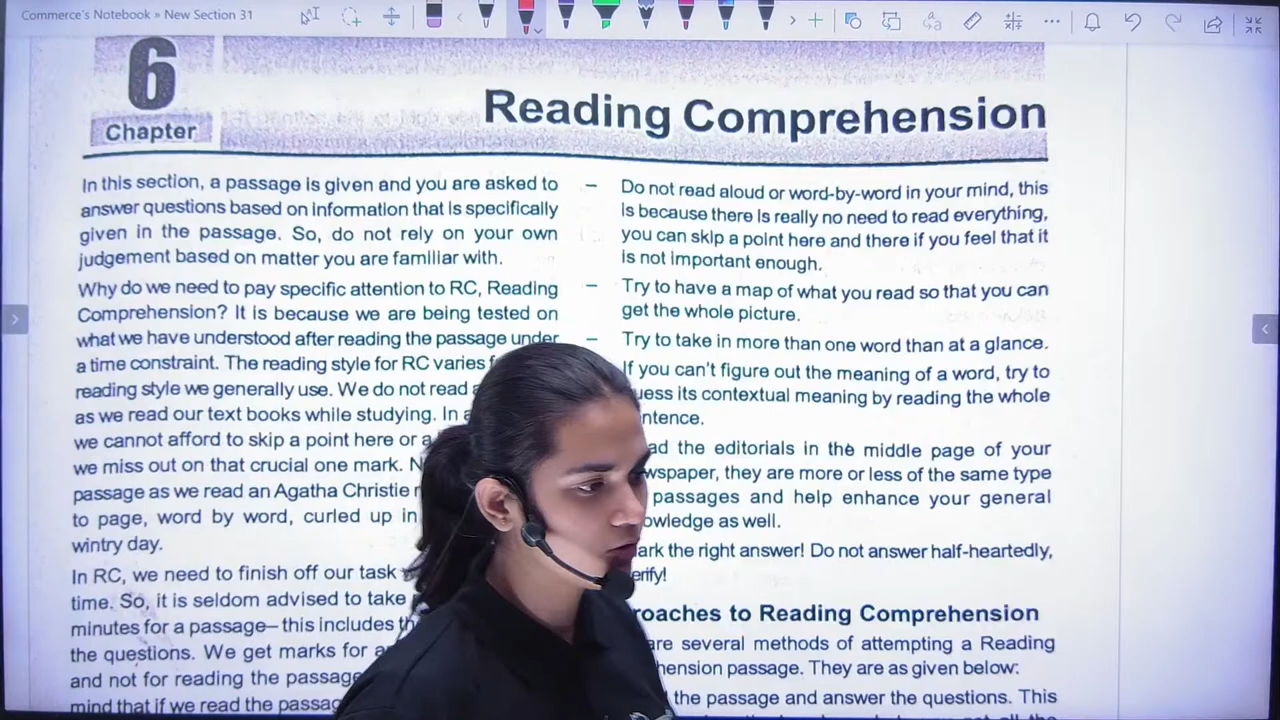 Commerce's Notebook » New Section 31
6
Chapter
Reading Comprehension
In this section, a passage is given and you are asked to
answer questions based on information that is specifically
given in the passage. So, do not rely on your own
judgement based on matter you are familiar with.
Why do we need to pay specific attention to RC, Reading
Comprehension? It is because we are being tested on
what we have understood after reading the passage under
a time constraint. The reading style for RC varies
reading style we generally use. We do not read
as we read our text books while studying. In
we cannot afford to skip a point here or
we miss out on that crucial one mark.
passage as we read an Agatha Christie
to page, word by word, curled up in
wintry day.
In RC, we need to finish off our task
time. So, it is seldom advised to take
minutes for a passage– this includes
the questions. We get marks for
and not for reading the passage
mind that if we read the
– Do not read aloud or word-by-word in your mind, this
is because there is really no need to read everything,
you can skip a point here and there if you feel that it
is not important enough.
– Try to have a map of what you read so that you can
get the whole picture.
– Try to take in more than one word than at a glance.
If you can't figure out the meaning of a word, try to
its contextual meaning by reading the whole
the editorials in the middle page of your
they are more or less of the same type
passages and help enhance your general
as well.
the right answer! Do not answer half-heartedly,
to Reading Comprehension
are several methods of attempting a Reading
passage. They are as given below:
the passage and answer the questions. This